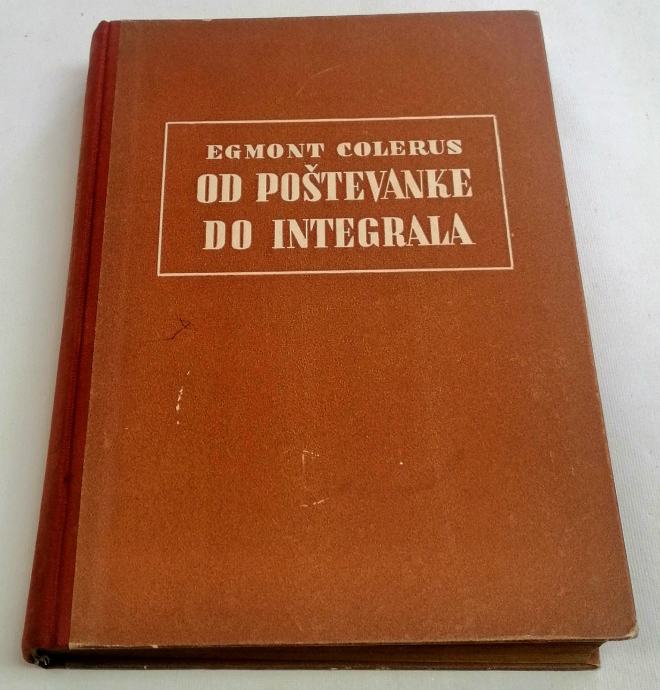 EGMONT COLERUS
OD POŠTEVANKE
DO INTEGRALA